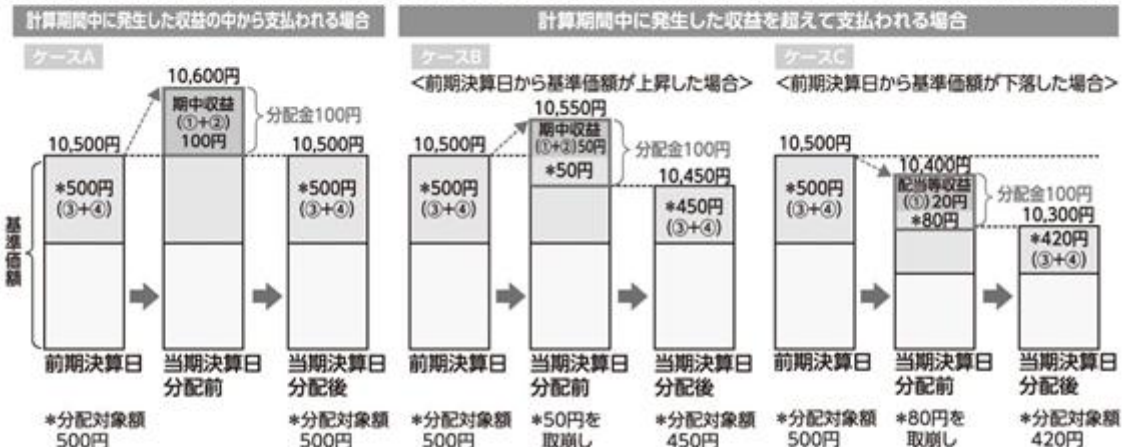 計算期間中に発生した収益の中から支払われる場合
ケースA
10,600円
期中収益
(①+②)
100円
分配金100円
10,500円
10,500円
*500円
(③+④)
*500円
(③+④)
基準価額
前期決算日
当期決算日
分配前
当期決算日
分配後
*分配対象額
500円
*分配対象額
500円
計算期間中に発生した収益を超えて支払われる場合
ケースB
<前期決算日から基準価額が上昇した場合>
10,550円
期中収益
(①+②)50円
*50円
分配金100円
10,500円
10,450円
*500円
(③+④)
*450円
(③+④)
前期決算日
当期決算日
分配前
当期決算日
分配後
*分配対象額
500円
*50円を
取崩し
*分配対象額
450円
ケースC
<前期決算日から基準価額が下落した場合>
10,500円
10,400円
配当等収益
(①)20円
*80円
分配金100円
10,300円
*500円
(③+④)
*420円
(③+④)
前期決算日
当期決算日
分配前
当期決算日
分配後
*分配対象額
500円
*80円を
取崩し
*分配対象額
420円